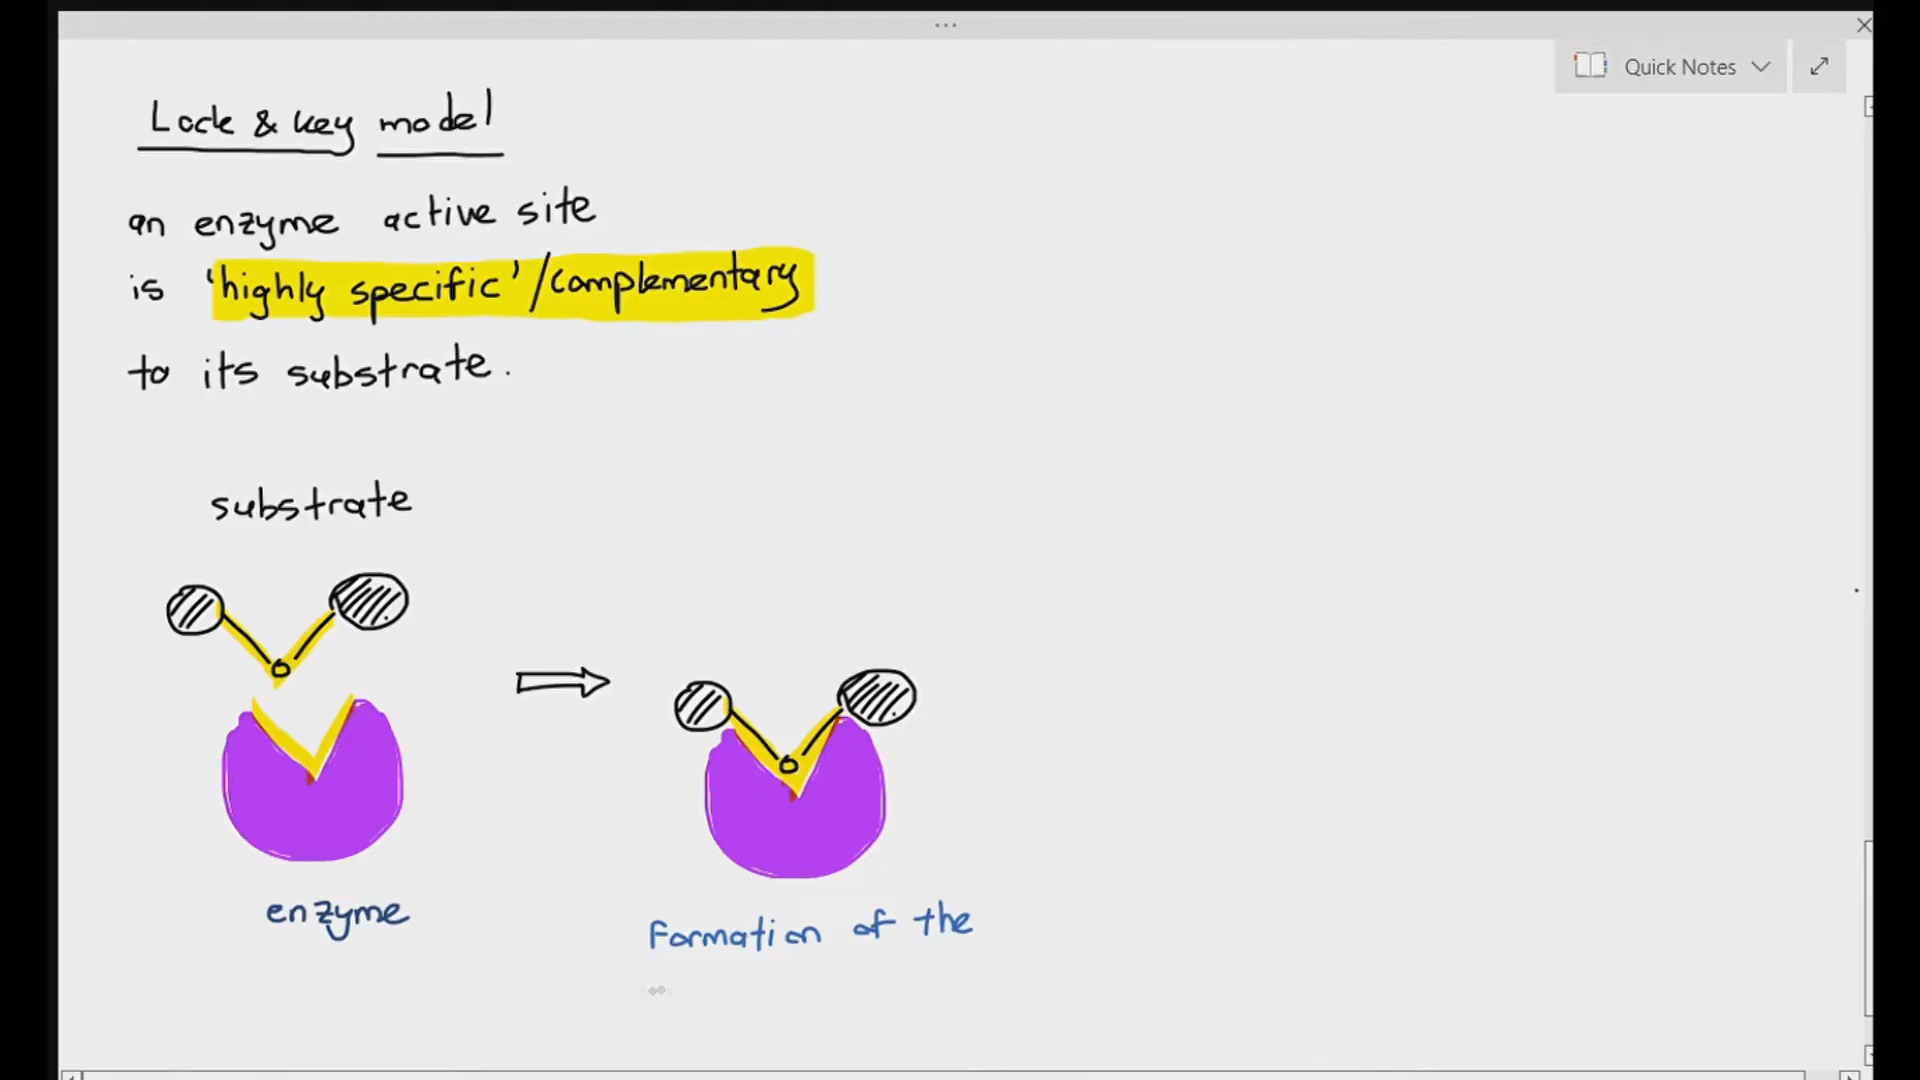 Quick Notes
Lock & key model
an enzyme active site
is 'highly specific'/complementary
to its substrate.
substrate
enzyme
Formation of the